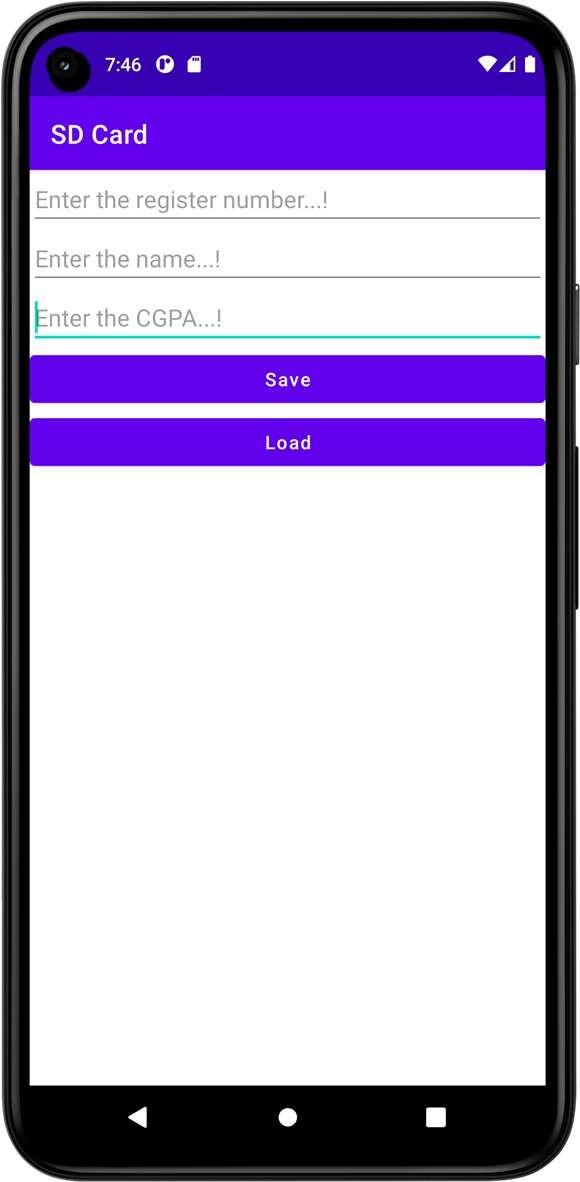 7:46
SD Card
Enter the register number...!
Enter the name...!
Enter the CGPA...!
Save
Load